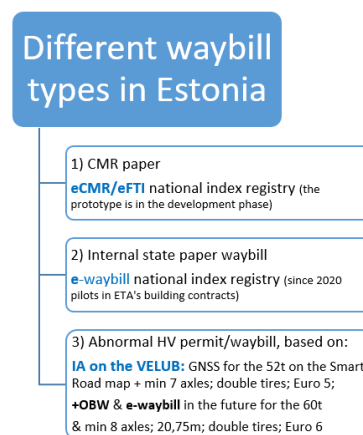 Different waybill
types in Estonia
1) CMR paper
eCMR/eFTI national index registry (the
prototype is in the development phase)
2) Internal state paper waybill
e-waybill national index registry (since 2020
pilots in ETA's building contracts)
3) Abnormal HV permit/waybill, based on:
IA on the VELUB: GNSS for the 52t on the Smart
Road map + min 7 axles; double tires; Euro 5;
+OBW & e-waybill in the future for the 60t
& min 8 axles; 20,75m; double tires; Euro 6